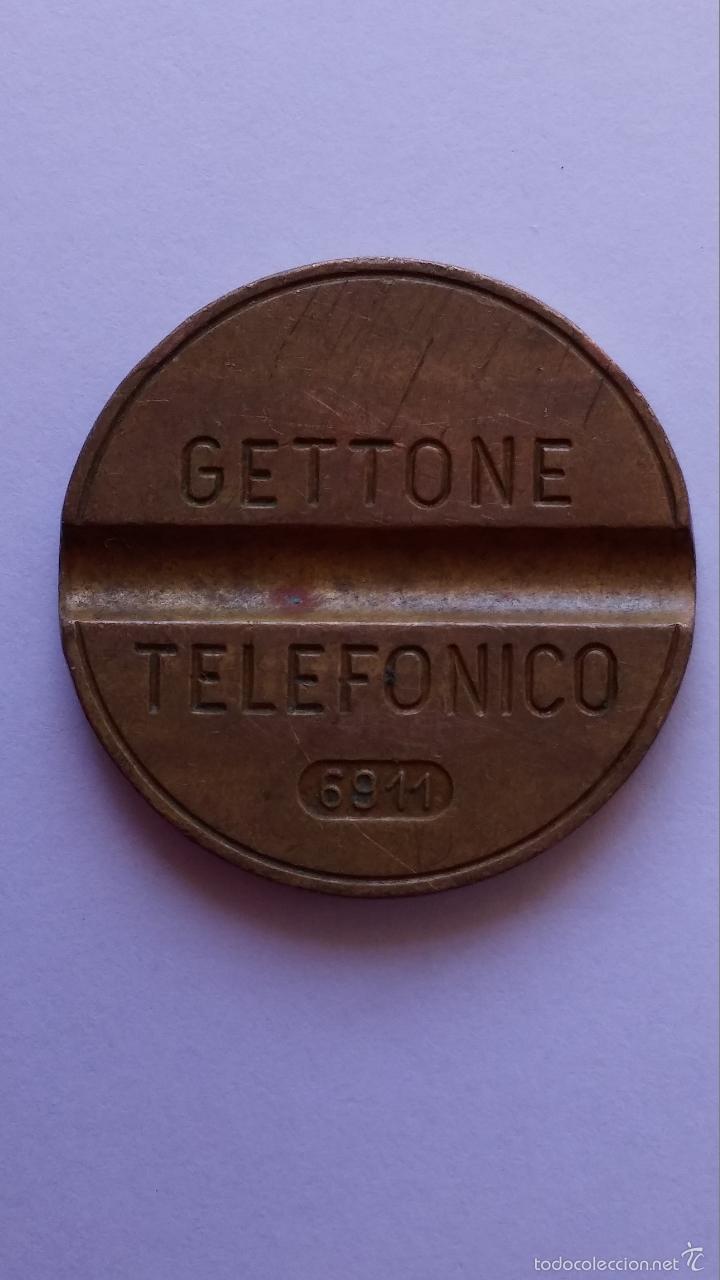 GETTONE
TELEFONICO
6911
todocoleccion.net